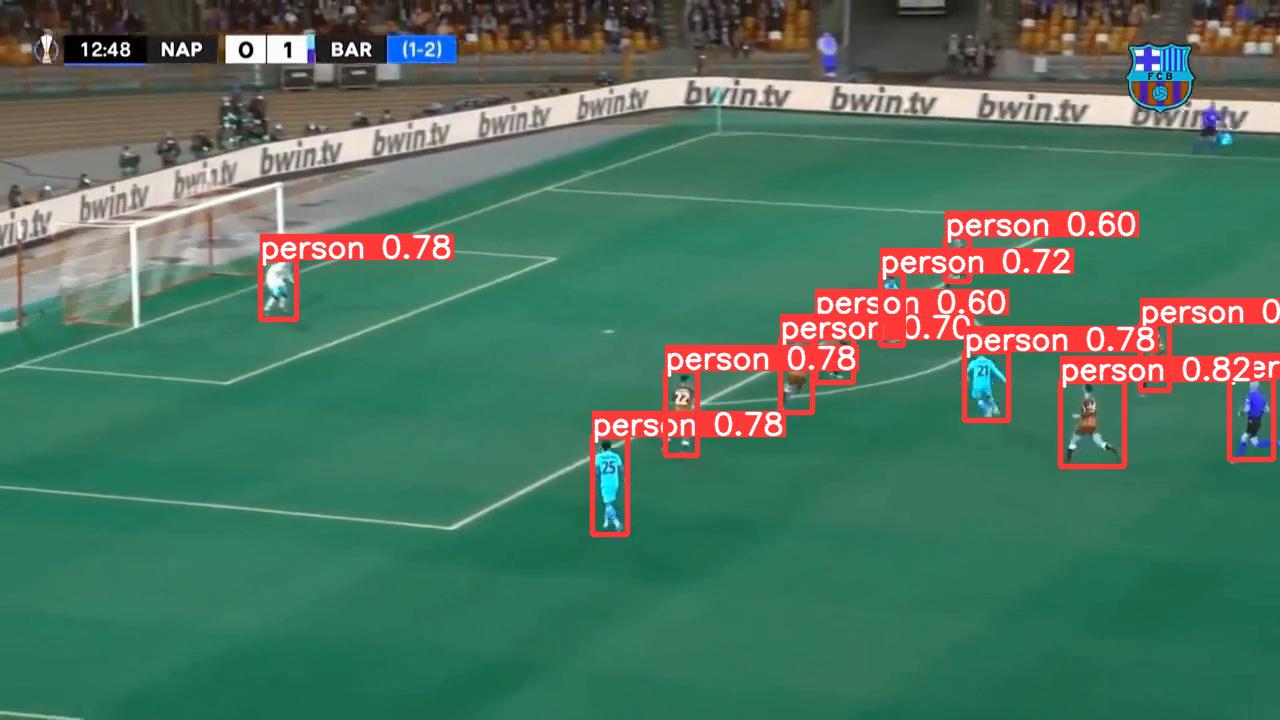 12:48 NAP 0 1 BAR (1-2)
FCB
bwin.tv bwin.tv bwin.tv bwin.tv bwin.tv bwin.tv bwin.tv bwin.tv bwin.tv
person 0.60
person 0.78
person 0.72
person 0.60
person 0.70
person 0.78
person 0.78
person 0.82
person 0.78
22
21
25